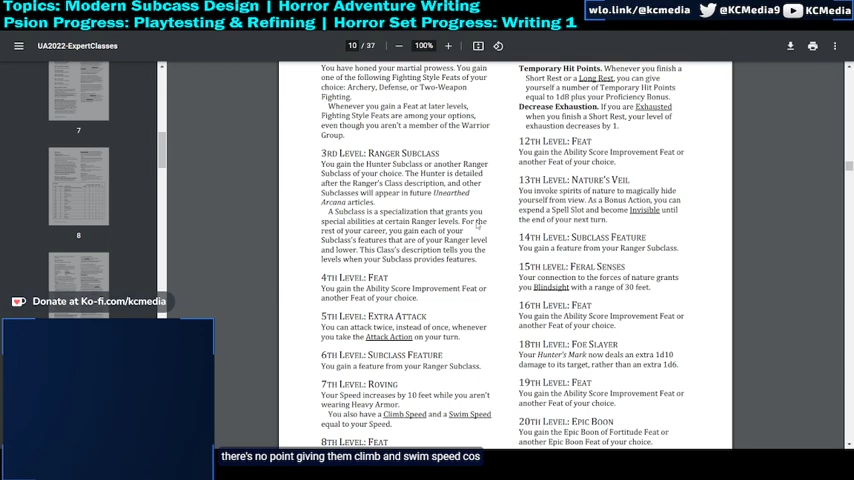 Topics: Modern Subcass Design | Horror Adventure Writing
Psion Progress: Playtesting & Refining | Horror Set Progress: Writing 1
wlo.link/@kcmedia
@KCMedia9
KCMedia
UA2022-ExpertClasses
10 / 37
100%
7
8
You have honed your martial prowess. You gain
one of the following Fighting Style Feats of your
choice: Archery, Defense, or Two-Weapon
Fighting.
Whenever you gain a Feat at later levels,
Fighting Style Feats are among your options,
even though you aren't a member of the Warrior
Group.
3RD LEVEL: RANGER SUBCLASS
You gain the Hunter Subclass or another Ranger
Subclass of your choice. The Hunter is detailed
after the Ranger's Class description, and other
Subclasses will appear in future Unearthed
Arcana articles.
A Subclass is a specialization that grants you
special abilities at certain Ranger levels. For the
rest of your career, you gain each of your
Subclass's features that are of your Ranger level
and lower. This Class's description tells you the
levels when your Subclass provides features.
4TH LEVEL: FEAT
You gain the Ability Score Improvement Feat or
another Feat of your choice.
5TH LEVEL: EXTRA ATTACK
You can attack twice, instead of once, whenever
you take the Attack Action on your turn.
6TH LEVEL: SUBCLASS FEATURE
You gain a feature from your Ranger Subclass.
7TH LEVEL: ROVING
Your Speed increases by 10 feet while you aren't
wearing Heavy Armor.
You also have a Climb Speed and a Swim Speed
equal to your Speed.
8TH LEVEL: FEAT
Temporary Hit Points. Whenever you finish a
Short Rest or a Long Rest, you can give
yourself a number of Temporary Hit Points
equal to 1d8 plus your Proficiency Bonus.
Decrease Exhaustion. If you are Exhausted
when you finish a Short Rest, your level of
exhaustion decreases by 1.
12TH LEVEL: FEAT
You gain the Ability Score Improvement Feat or
another Feat of your choice.
13TH LEVEL: NATURE'S VEIL
You invoke spirits of nature to magically hide
yourself from view. As a Bonus Action, you can
expend a Spell Slot and become Invisible until
the end of your next turn.
14TH LEVEL: SUBCLASS FEATURE
You gain a feature from your Ranger Subclass.
15TH LEVEL: FERAL SENSES
Your connection to the forces of nature grants
you Blindsight with a range of 30 feet.
16TH LEVEL: FEAT
You gain the Ability Score Improvement Feat or
another Feat of your choice.
18TH LEVEL: FOE SLAYER
Your Hunter's Mark now deals an extra 1d10
damage to its target, rather than an extra 1d6.
19TH LEVEL: FEAT
You gain the Ability Score Improvement Feat or
another Feat of your choice.
20TH LEVEL: EPIC BOON
You gain the Epic Boon of Fortitude Feat or
another Epic Boon Feat of your choice.
Donate at Ko-fi.com/kcmedia
there's no point giving them climb and swim speed cos